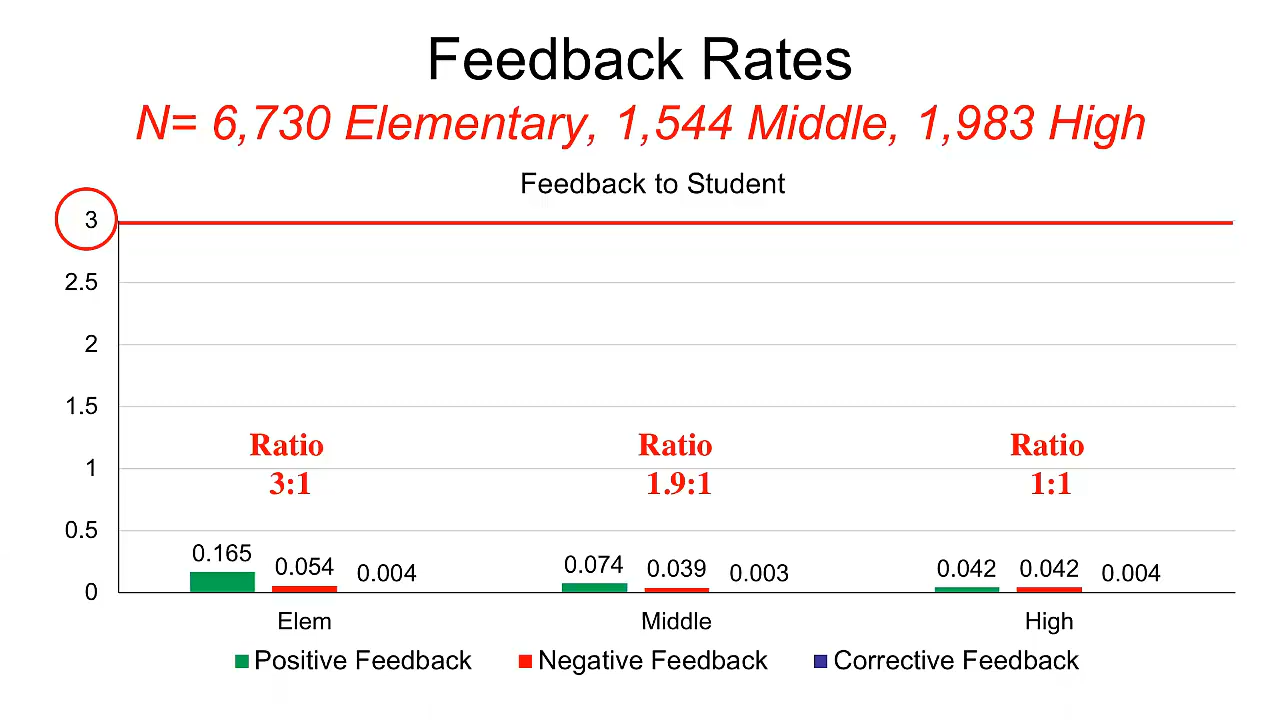 Feedback Rates
N= 6,730 Elementary, 1,544 Middle, 1,983 High
Feedback to Student
3
2.5
2
1.5
1
0.5
0
Ratio
3:1
Ratio
1.9:1
Ratio
1:1
0.165 0.054 0.004
0.074 0.039 0.003
0.042 0.042 0.004
Elem Middle High
Positive Feedback Negative Feedback Corrective Feedback